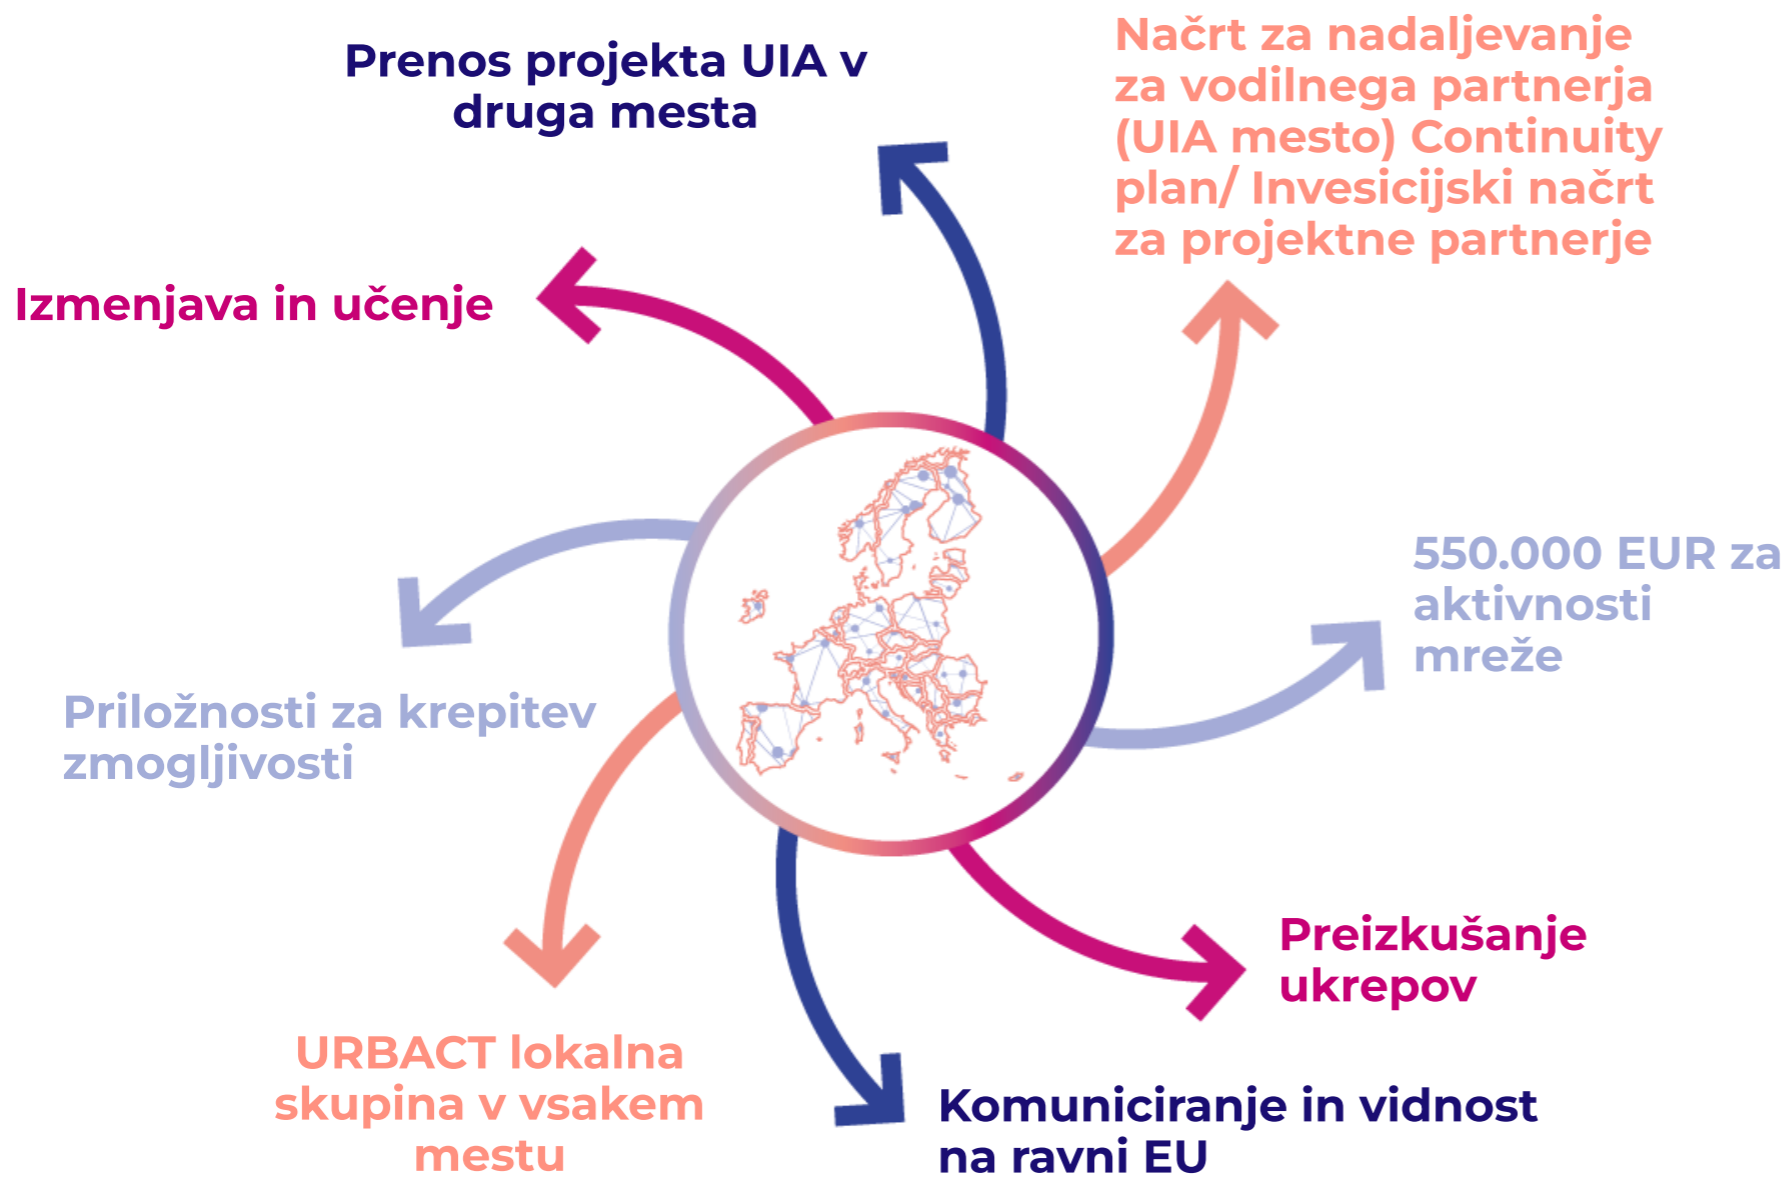 Prenos projekta UIA v
druga mesta
Načrt za nadaljevanje
za vodilnega partnerja
(UIA mesto) Continuity
plan/ Invesicijski načrt
za projektne partnerje
Izmenjava in učenje
550.000 EUR za
aktivnosti
mreže
Priložnosti za krepitev
zmogljivosti
Preizkušanje
ukrepov
URBACT lokalna
skupina v vsakem
mestu
Komuniciranje in vidnost
na ravni EU